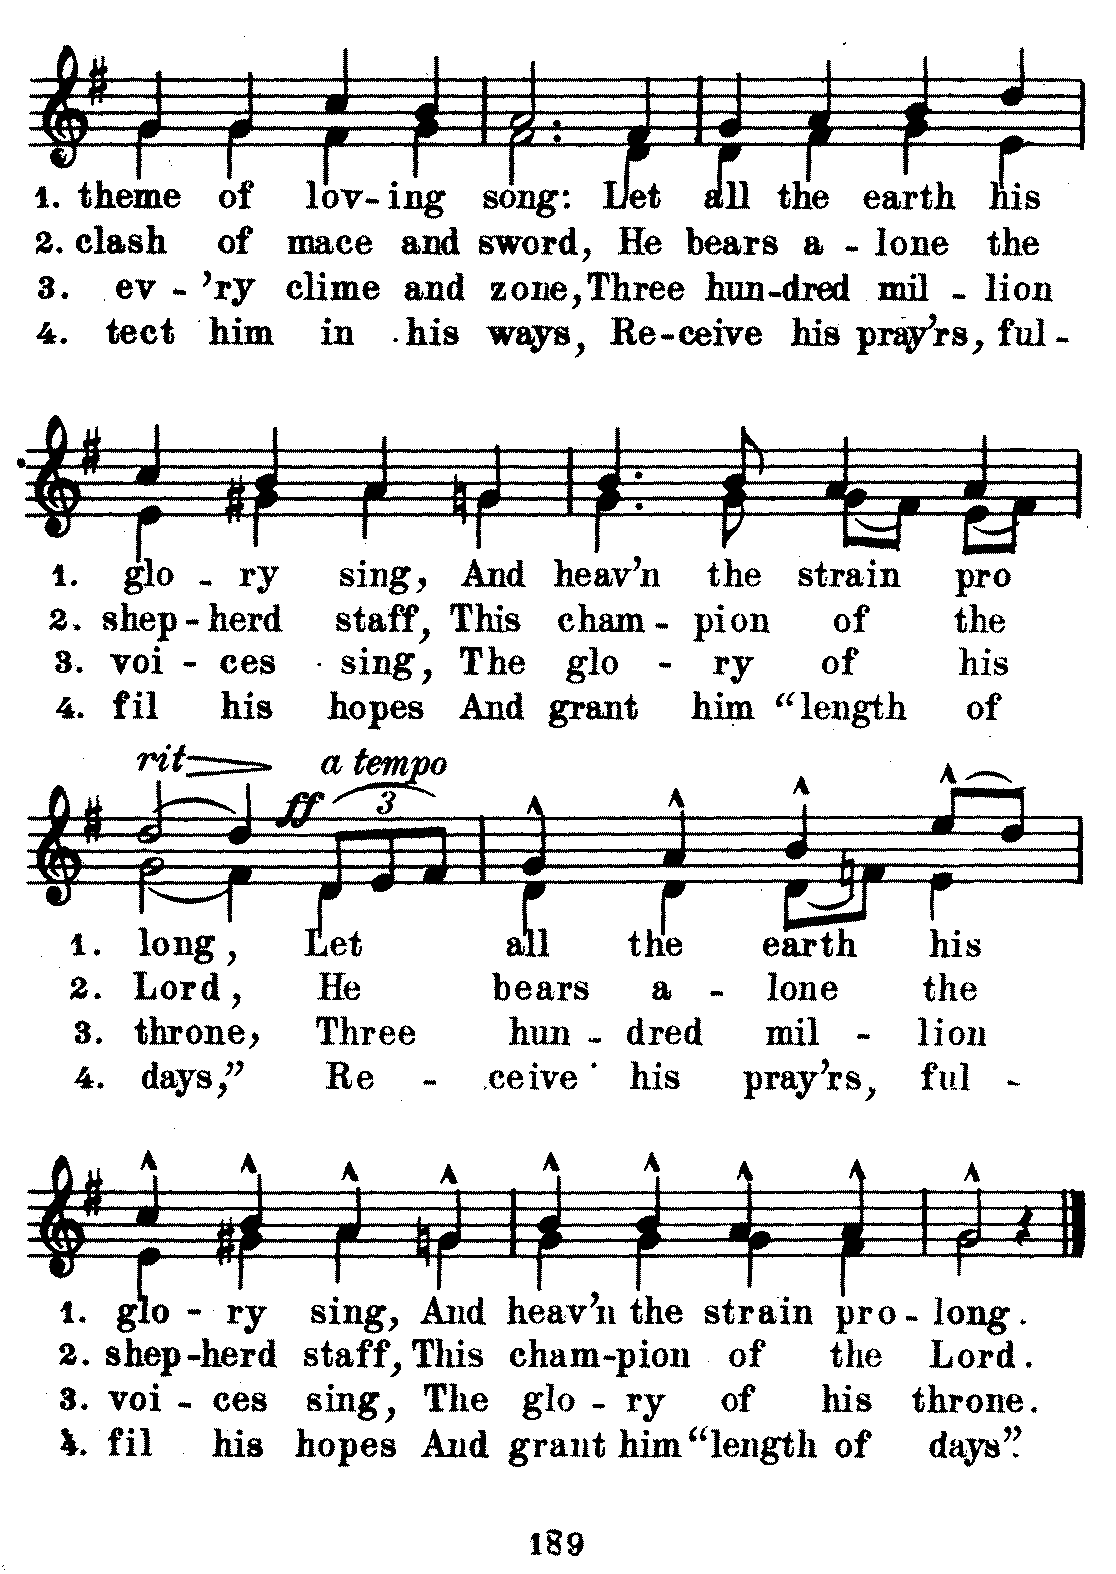 1. theme of lov-ing song: Let all the earth his
2. clash of mace and sword, He bears a - lone the
3. ev - 'ry clime and zone, Three hun-dred mil - lion
4. tect him in his ways, Re-ceive his pray'rs, ful -
1. glo - ry sing, And heav'n the strain pro
2. shep-herd staff, This cham - pion of the
3. voi - ces sing, The glo - ry of his
4. fil his hopes And grant him "length of
rit a tempo
ff 3
1. long, Let all the earth his
2. Lord, He bears a - lone the
3. throne, Three hun - dred mil - lion
4. days," Re - ceive his pray'rs, ful -
1. glo - ry sing, And heav'n the strain pro - long.
2. shep-herd staff, This cham-pion of the Lord.
3. voi - ces sing, The glo - ry of his throne.
4. fil his hopes And grant him "length of days".
189